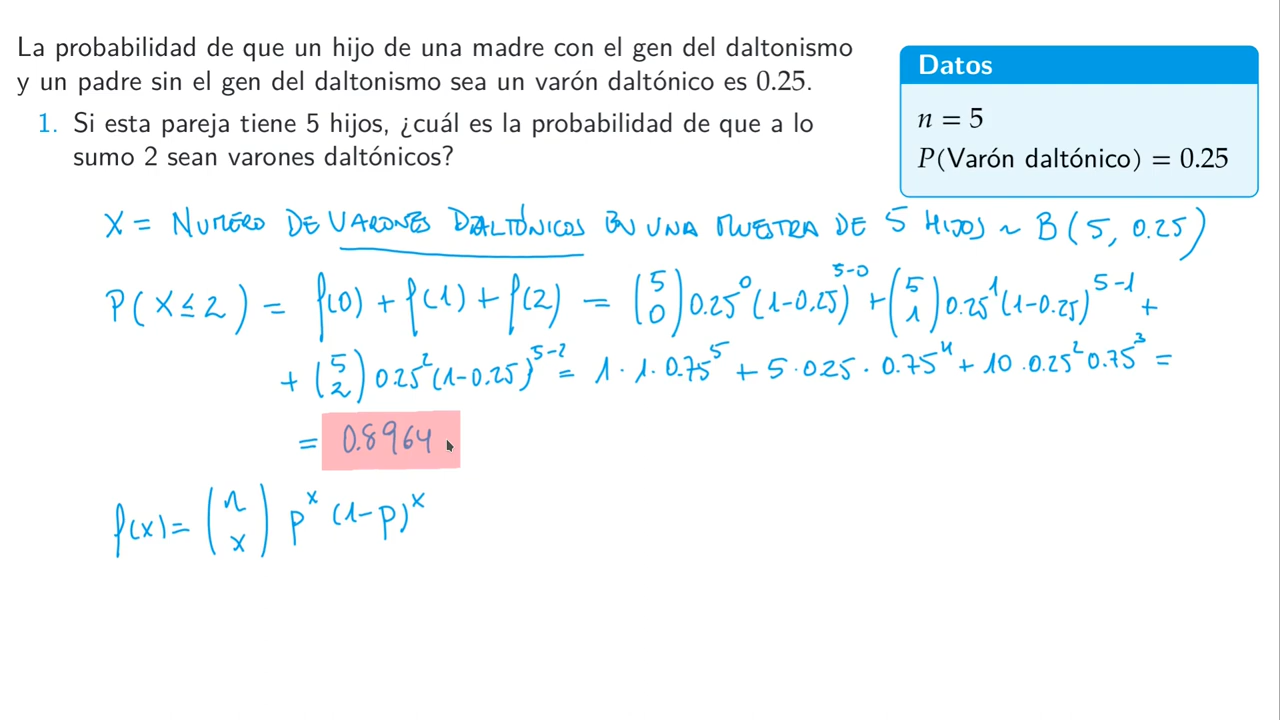 La probabilidad de que un hijo de una madre con el gen del daltonismo
y un padre sin el gen del daltonismo sea un varón daltónico es 0.25.
1. Si esta pareja tiene 5 hijos, ¿cuál es la probabilidad de que a lo
sumo 2 sean varones daltónicos?
Datos
n = 5
P(Varón daltónico) = 0.25
X = NÚMERO DE VARONES DALTÓNICOS EN UNA MUESTRA DE 5 HIJOS ~ B(5, 0.25)
P(X ≤ 2) = f(0) + f(1) + f(2) = (5 0) 0.25^0 (1-0.25)^5-0 + (5 1) 0.25^1 (1-0.25)^5-1 +
+ (5 2) 0.25^2 (1-0.25)^5-2 = 1 · 1 · 0.75^5 + 5 · 0.25 · 0.75^4 + 10 · 0.25^2 0.75^3 =
= 0.8964
f(x) = (n x) p^x (1-p)^x